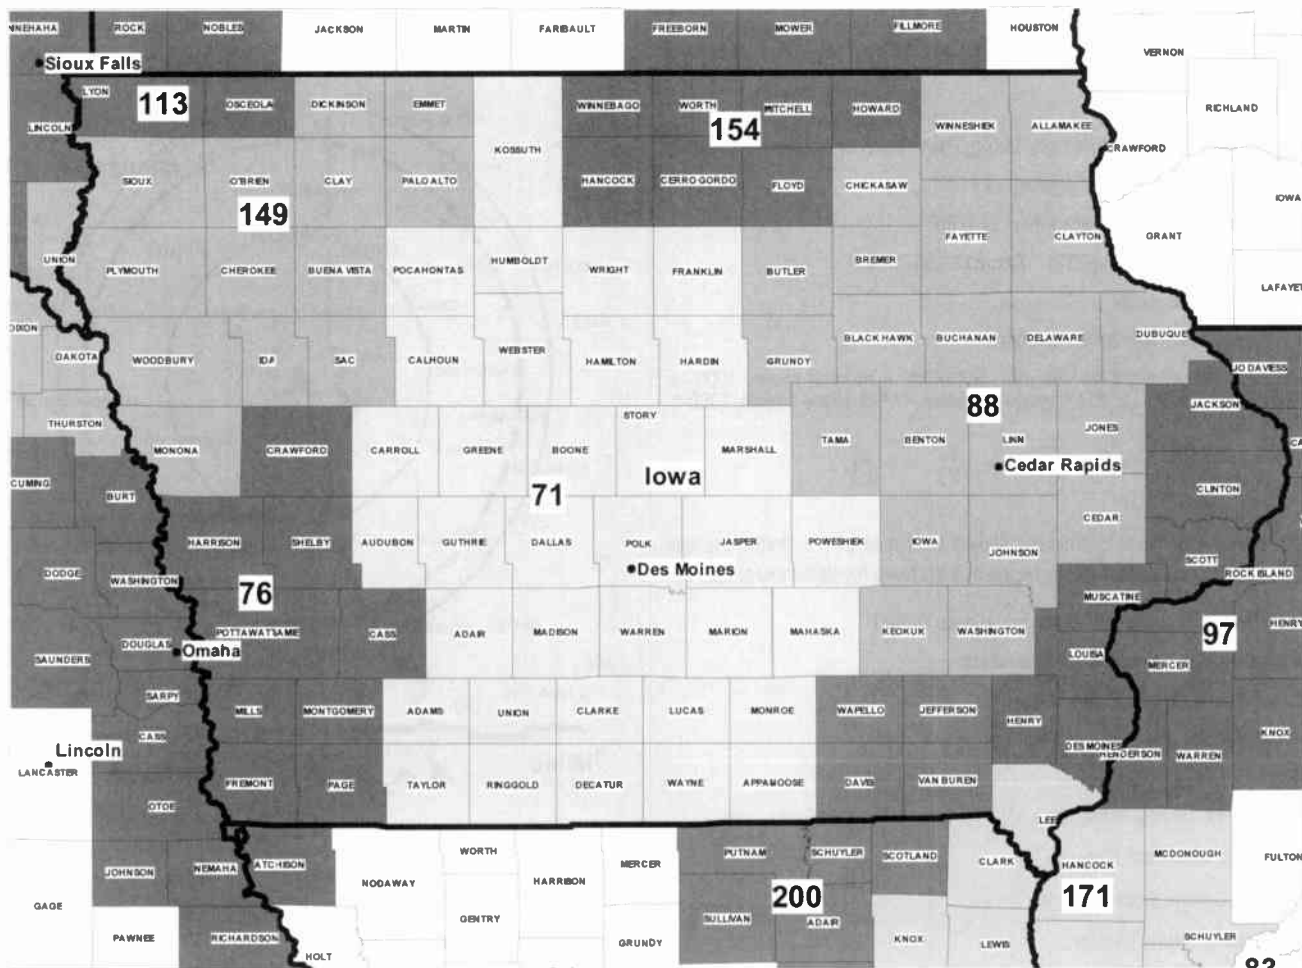 NNEHAHA ROCK NOBLES JACKSON MARTIN FARIBAULT FREEBORN MOWER FILLMORE HOUSTON
VERNON
Sioux Falls
LYON 113 OSCEOLA DICKINSON EMMET WINNEBAGO WORTH MITCHELL HOWARD RICHLAND
LINCOLN 154 WINNESHIEK ALLAMAKEE
KOSSUTH CRAWFORD
SIOUX O'BRIEN CLAY PALO ALTO HANCOCK CERRO GORDO FLOYD CHICKASAW
149 IOWA
UNION PLYMOUTH CHEROKEE BUENA VISTA POCAHONTAS HUMBOLDT WRIGHT FRANKLIN BUTLER BREMER FAYETTE CLAYTON GRANT
LAFAYET
DIXON
DAKOTA WOODBURY IDA SAC CALHOUN WEBSTER HAMILTON HARDIN GRUNDY BLACK HAWK BUCHANAN DELAWARE DUBUQUE
JO DAVIESS
THURSTON STORY 88 JACKSON
MONONA CRAWFORD CARROLL GREENE BOONE MARSHALL TAMA BENTON LINN JONES CA
Iowa Cedar Rapids
CUMING BURT 71 CLINTON
CEDAR
HARRISON SHELBY AUDUBON GUTHRIE DALLAS POLK JASPER POWESHIEK IOWA JOHNSON SCOTT
DODGE WASHINGTON Des Moines ROCK ISLAND
76 MUSCATINE
DOUGLAS POTTAWATTAMIE CASS ADAIR MADISON WARREN MARION MAHASKA KEOKUK WASHINGTON 97 HENRY
SAUNDERS Omaha LOUISA MERCER
SARPY MILLS MONTGOMERY ADAMS UNION CLARKE LUCAS MONROE WAPELLO JEFFERSON HENRY
CASS DES MOINES HENDERSON WARREN KNOX
Lincoln
LANCASTER FREMONT PAGE TAYLOR RINGGOLD DECATUR WAYNE APPANOOSE DAVIS VAN BUREN
OTOE LEE
WORTH PUTNAM SCHUYLER SCOTLAND CLARK HANCOCK MCDONOUGH FULTON
JOHNSON NEMAHA ATCHISON NODAWAY HARRISON MERCER
GAGE GENTRY 200 171
PAWNEE RICHARDSON GRUNDY SULLIVAN ADAIR KNOX LEWIS SCHUYLER
HOLT
83